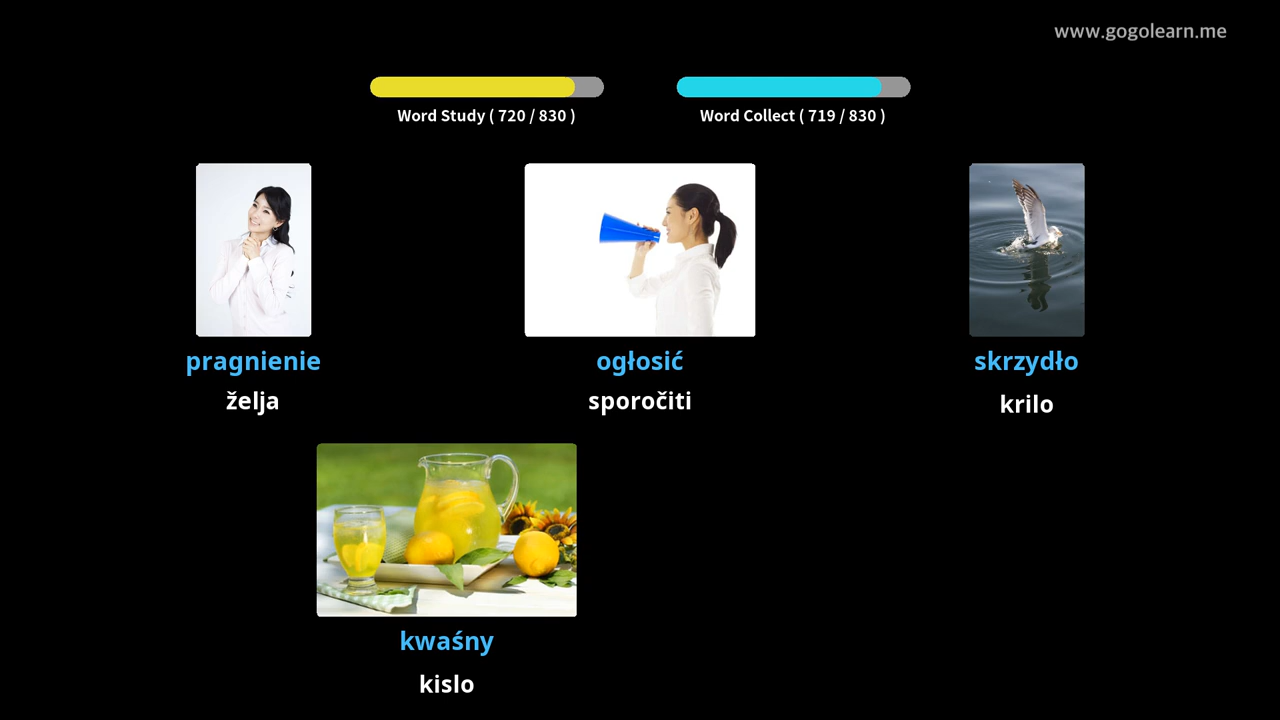 www.gogolearn.me
Word Study ( 720 / 830 )
Word Collect ( 719 / 830 )
pragnienie
želja
ogłosić
sporočiti
skrzydło
krilo
kwaśny
kislo